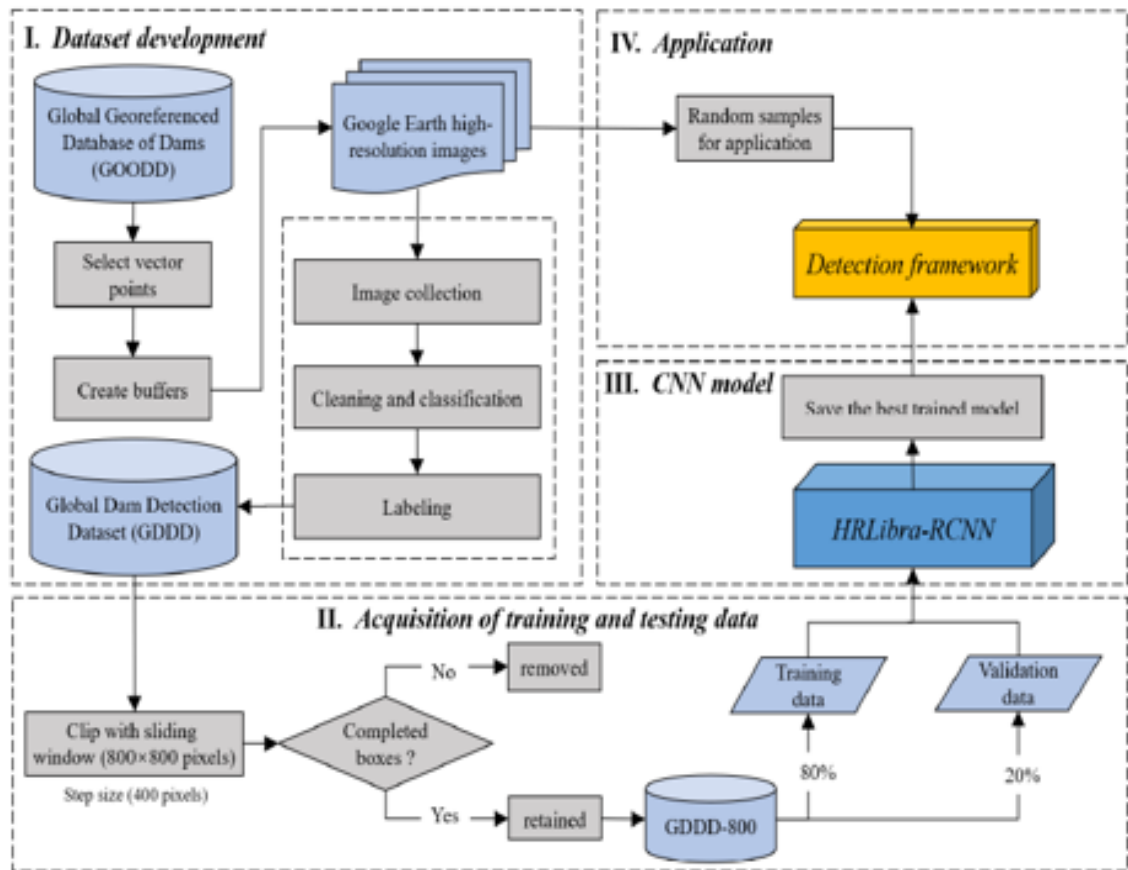 I. Dataset development
Global Georeferenced
Database of Dams
(GOODD)
Select vector
points
Create buffers
Google Earth high-
resolution images
Image collection
Cleaning and classification
Labeling
Global Dam Detection
Dataset (GDDD)
IV. Application
Random samples
for application
Detection framework
III. CNN model
Save the best trained model
HRLibra-RCNN
II. Acquisition of training and testing data
Clip with sliding
window (800×800 pixels)
Step size (400 pixels)
Completed
boxes ?
No
removed
Yes
retained
GDDD-800
80%
20%
Training
data
Validation
data